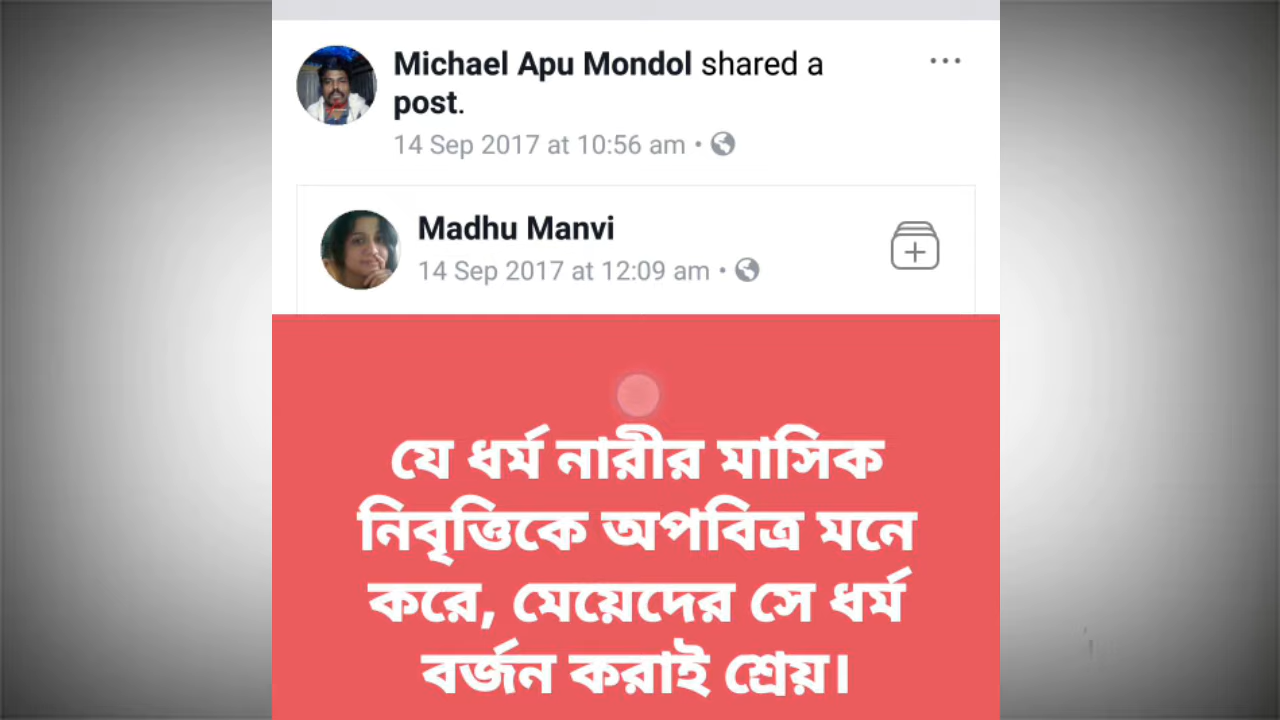 Michael Apu Mondol shared a
post.
14 Sep 2017 at 10:56 am •
Madhu Manvi
14 Sep 2017 at 12:09 am •
যে ধর্ম নারীর মাসিক
নিবৃত্তিকে অপবিত্র মনে
করে, মেয়েদের সে ধর্ম
বর্জন করাই শ্রেয়।